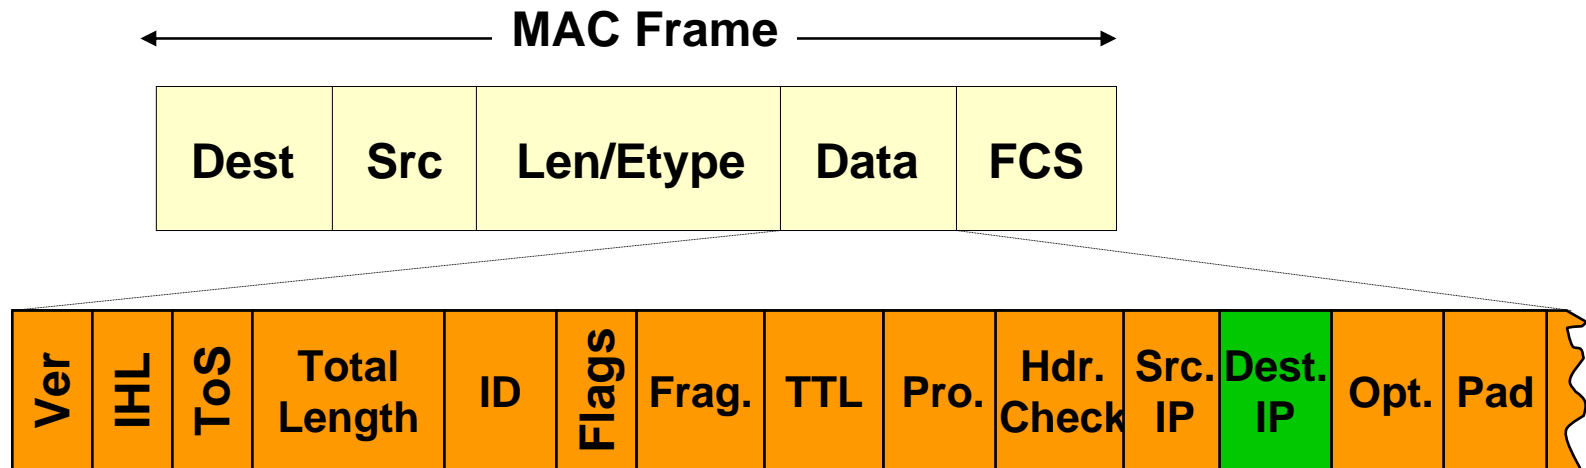 MAC Frame
Dest Src Len/Etype Data FCS
Ver IHL ToS Total Length ID Flags Frag. TTL Pro. Hdr. Check Src. IP Dest. IP Opt. Pad